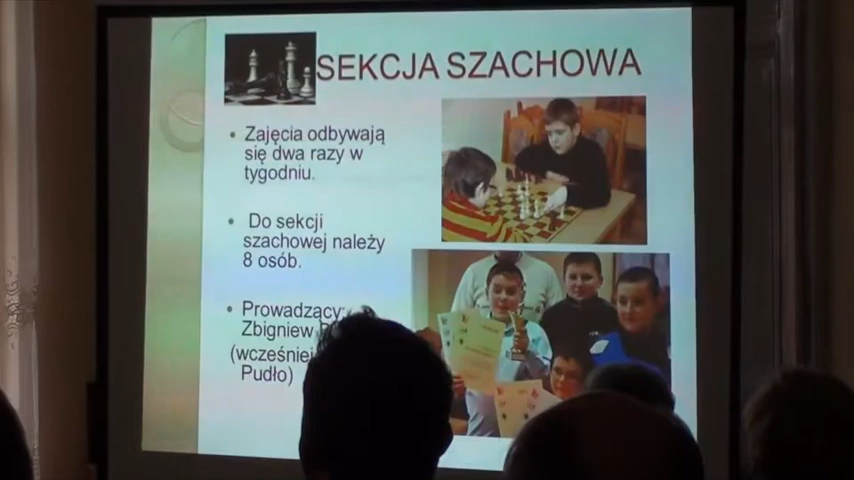 SEKCJA SZACHOWA
• Zajęcia odbywają
się dwa razy w
tygodniu.
• Do sekcji
szachowej należy
8 osób.
• Prowadzący:
Zbigniew
(wcześniej
Pudło)